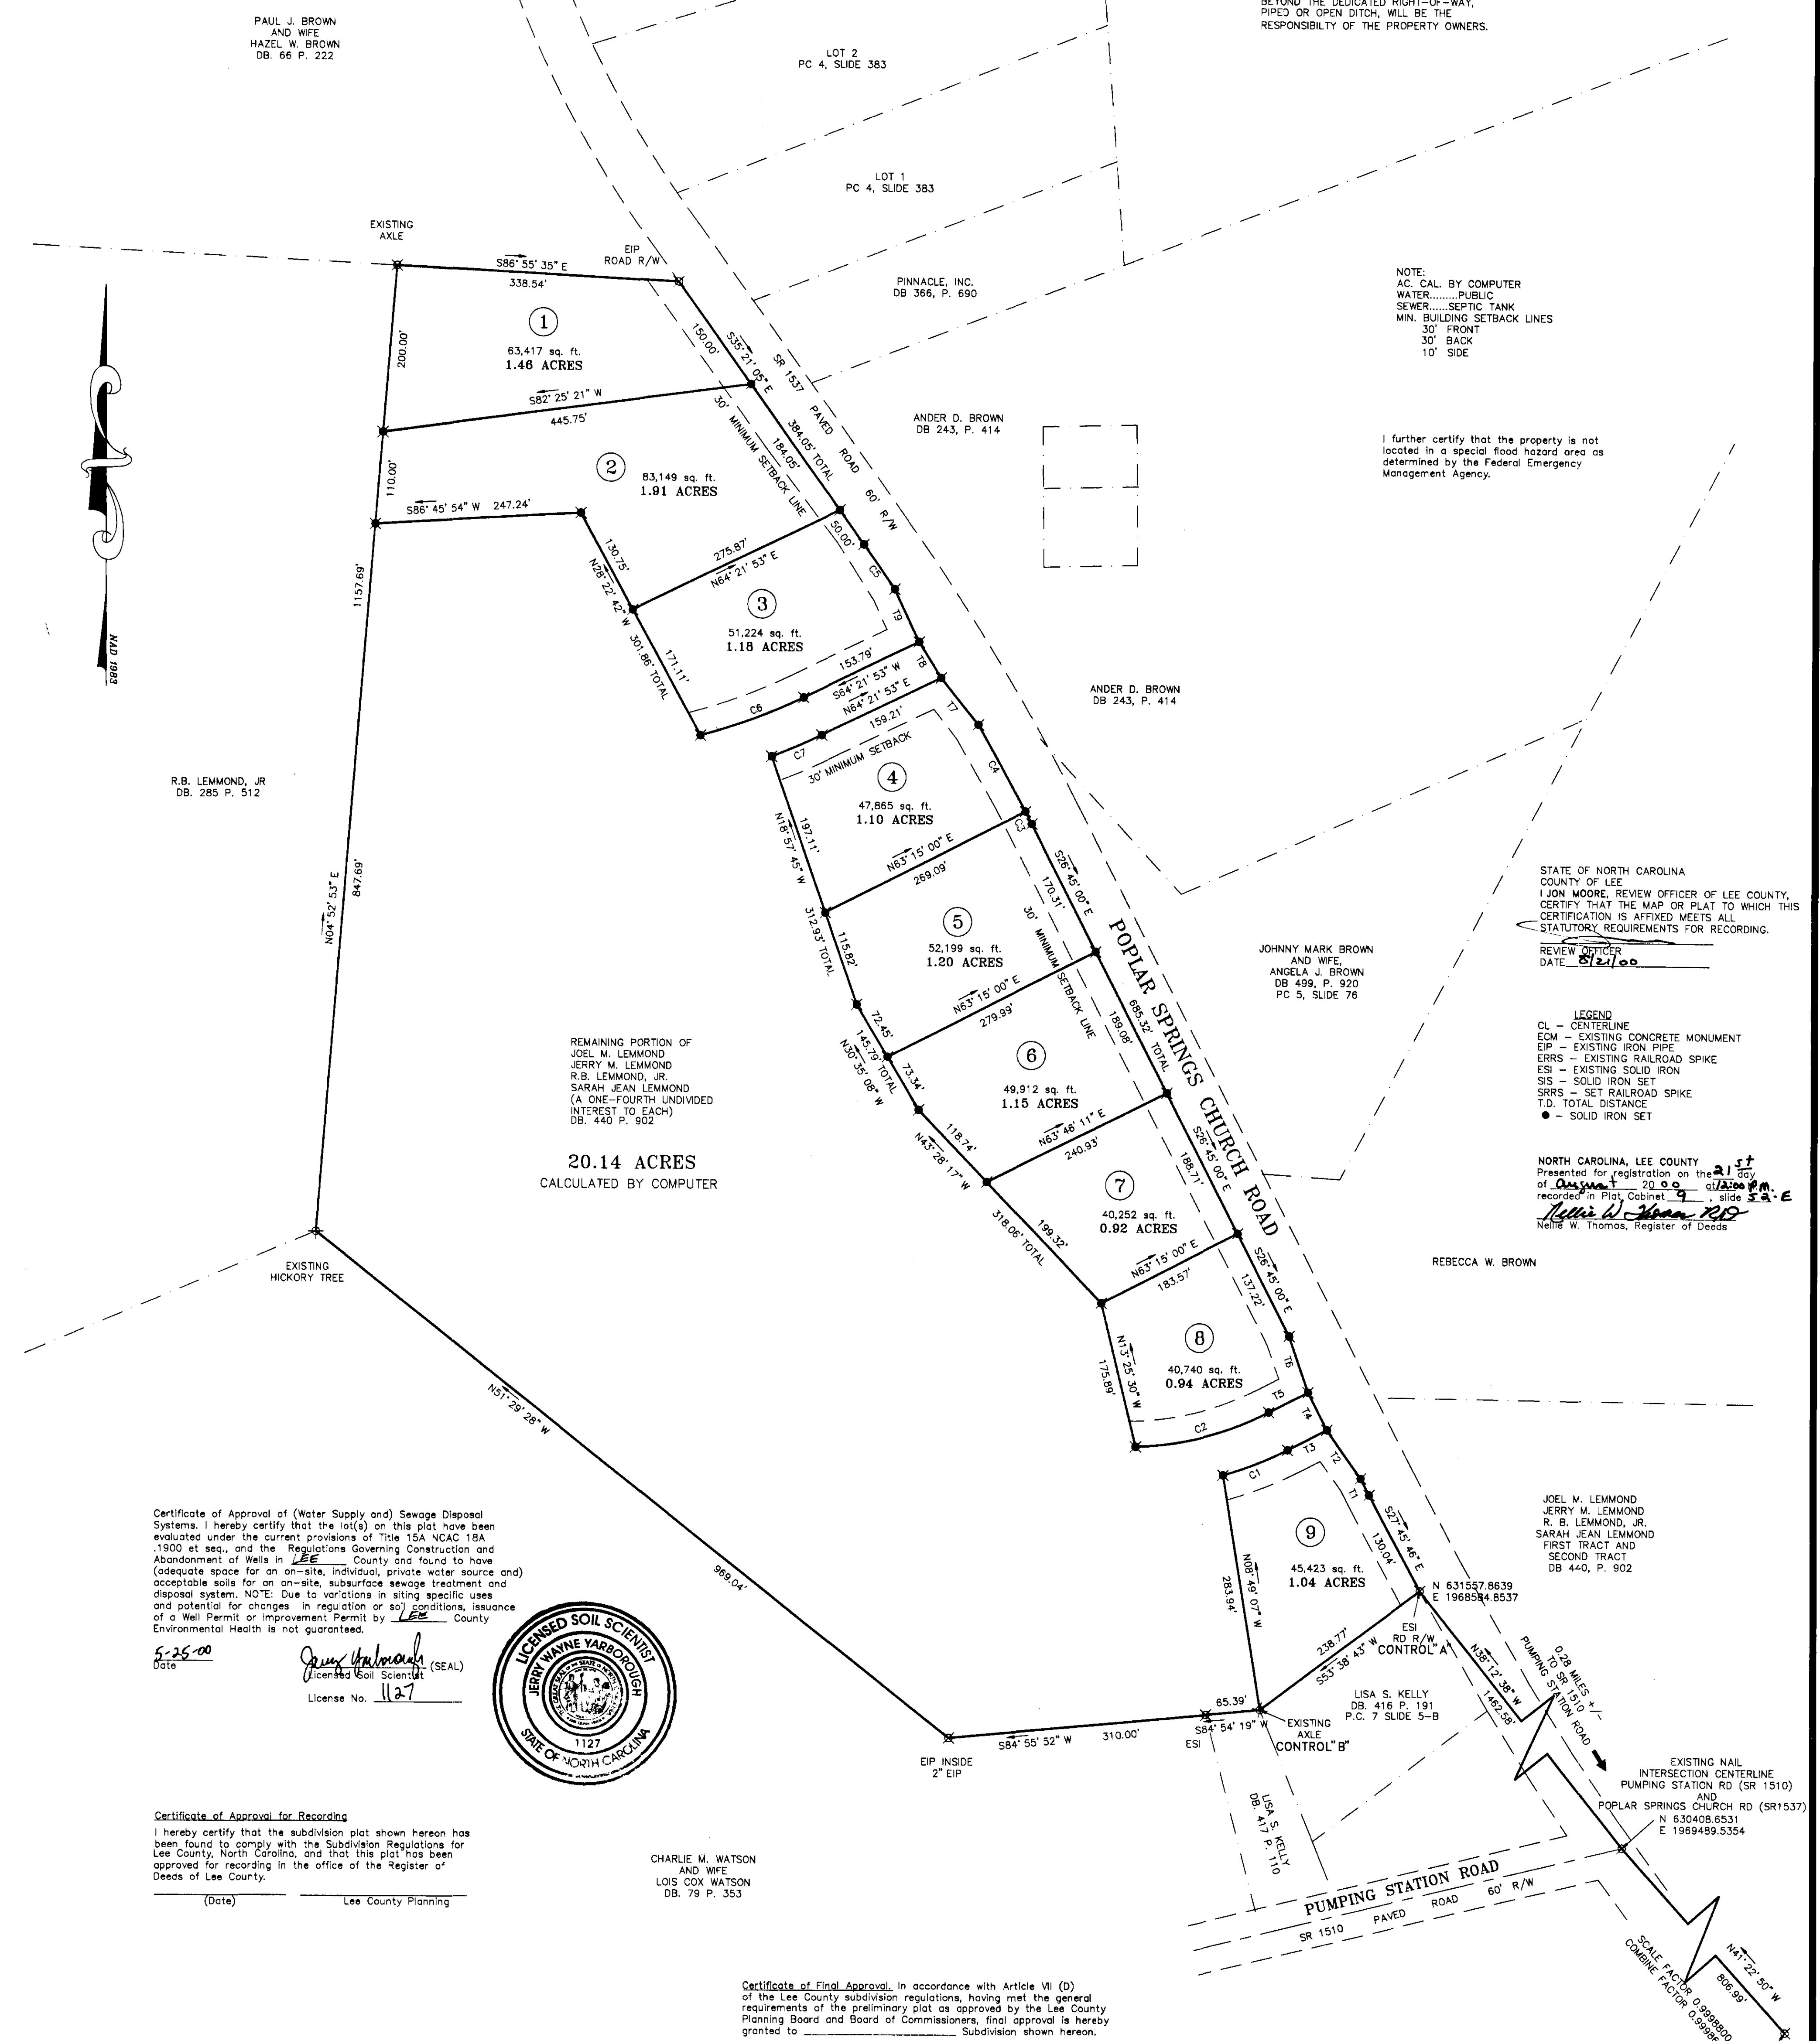 PAUL J. BROWN
AND WIFE
HAZEL W. BROWN
DB. 66 P. 222
BEYOND THE DEDICATED RIGHT-OF-WAY,
PIPED OR OPEN DITCH, WILL BE THE
RESPONSIBILTY OF THE PROPERTY OWNERS.
LOT 2
PC 4, SLIDE 383
LOT 1
PC 4, SLIDE 383
EXISTING
AXLE
EIP
ROAD R/W
S86° 55' 35" E
338.54'
PINNACLE, INC.
DB 366, P. 690
NOTE:
AC. CAL. BY COMPUTER
WATER.........PUBLIC
SEWER......SEPTIC TANK
MIN. BUILDING SETBACK LINES
30' FRONT
30' BACK
10' SIDE
1
63,417 sq. ft.
1.46 ACRES
200.00'
150.00'
S35° 21' 05" E
SR 1537 PAVED ROAD 60' R/W
S82° 25' 21" W
445.75'
30' MINIMUM SETBACK LINE
384.05' TOTAL
184.05'
ANDER D. BROWN
DB 243, P. 414
I further certify that the property is not
located in a special flood hazard area as
determined by the Federal Emergency
Management Agency.
2
83,149 sq. ft.
1.91 ACRES
110.00'
S86° 45' 54" W 247.24'
50.00'
C5
130.75'
N28° 22' 42" W
275.87'
N64° 21' 53" E
1157.69'
3
51,224 sq. ft.
1.18 ACRES
T9
NAD 1983
171.11'
301.86' TOTAL
153.79'
S64° 21' 53" W
T8
C6
N64° 21' 53" E
159.21'
T7
ANDER D. BROWN
DB 243, P. 414
C7
30' MINIMUM SETBACK
C4
R.B. LEMMOND, JR
DB. 285 P. 512
4
47,865 sq. ft.
1.10 ACRES
197.11'
N18° 57' 45" W
C3
N63° 15' 00" E
269.09'
S26° 45' 00" E
170.31'
847.69'
N04° 52' 53" E
STATE OF NORTH CAROLINA
COUNTY OF LEE
I JON MOORE, REVIEW OFFICER OF LEE COUNTY,
CERTIFY THAT THE MAP OR PLAT TO WHICH THIS
CERTIFICATION IS AFFIXED MEETS ALL
STATUTORY REQUIREMENTS FOR RECORDING.
REVIEW OFFICER
DATE 8/21/00
312.93' TOTAL
115.82'
5
52,199 sq. ft.
1.20 ACRES
30' MINIMUM SETBACK LINE
POPLAR SPRINGS CHURCH ROAD
JOHNNY MARK BROWN
AND WIFE,
ANGELA J. BROWN
DB 499, P. 920
PC 5, SLIDE 76
N63° 15' 00" E
279.99'
72.45'
145.79' TOTAL
N30° 35' 08" W
73.34'
685.32' TOTAL
189.08'
LEGEND
CL – CENTERLINE
ECM – EXISTING CONCRETE MONUMENT
EIP – EXISTING IRON PIPE
ERRS – EXISTING RAILROAD SPIKE
ESI – EXISTING SOLID IRON
SIS – SOLID IRON SET
SRRS – SET RAILROAD SPIKE
T.D. TOTAL DISTANCE
● – SOLID IRON SET
REMAINING PORTION OF
JOEL M. LEMMOND
JERRY M. LEMMOND
R.B. LEMMOND, JR.
SARAH JEAN LEMMOND
(A ONE–FOURTH UNDIVIDED
INTEREST TO EACH)
DB. 440 P. 902
6
49,912 sq. ft.
1.15 ACRES
20.14 ACRES
CALCULATED BY COMPUTER
118.74'
N43° 28' 17" W
N63° 46' 11" E
240.93'
S26° 45' 00" E
188.71'
NORTH CAROLINA, LEE COUNTY
Presented for registration on the 21st day
of August 2000 at 12:00 P.M.
recorded in Plat Cabinet 9, slide 52-E
Nellie W Thomas ROD
Nellie W. Thomas, Register of Deeds
7
40,252 sq. ft.
0.92 ACRES
199.32'
318.06' TOTAL
N63° 15' 00" E
183.57'
S26° 45' 00" E
137.22'
EXISTING
HICKORY TREE
REBECCA W. BROWN
8
40,740 sq. ft.
0.94 ACRES
N13° 25' 30" W
175.89'
T6
T5
T4
C2
T3
C1
T2
T1
N51° 29' 28" W
969.04'
Certificate of Approval of (Water Supply and) Sewage Disposal
Systems. I hereby certify that the lot(s) on this plat have been
evaluated under the current provisions of Title 15A NCAC 18A
.1900 et seq., and the Regulations Governing Construction and
Abandonment of Wells in LEE County and found to have
(adequate space for an on–site, individual, private water source and)
acceptable soils for an on–site, subsurface sewage treatment and
disposal system. NOTE: Due to variations in siting specific uses
and potential for changes in regulation or soil conditions, issuance
of a Well Permit or Improvement Permit by LEE County
Environmental Health is not guaranteed.
5-25-00
Date
Jerry Yarborough (SEAL)
Licensed Soil Scientist
License No. 1127
LICENSED SOIL SCIENTIST
JERRY WAYNE YARBOROUGH
1127
STATE OF NORTH CAROLINA
9
45,423 sq. ft.
1.04 ACRES
S27° 45' 46" E
130.04'
N08° 49' 07" W
283.94'
JOEL M. LEMMOND
JERRY M. LEMMOND
R. B. LEMMOND, JR.
SARAH JEAN LEMMOND
FIRST TRACT AND
SECOND TRACT
DB 440, P. 902
N 631557.8639
E 1968584.8537
ESI
RD R/W
CONTROL"A"
238.77'
S53° 38' 43" W
N38° 12' 38" W
1462.58'
0.28 MILES +/-
TO SR 1510
PUMPING STATION ROAD
LISA S. KELLY
DB. 416 P. 191
P.C. 7 SLIDE 5–B
65.39'
S84° 54' 19" W
EXISTING
AXLE
CONTROL"B"
S84° 55' 52" W 310.00'
ESI
EIP INSIDE
2" EIP
EXISTING NAIL
INTERSECTION CENTERLINE
PUMPING STATION RD (SR 1510)
AND
POPLAR SPRINGS CHURCH RD (SR1537)
N 630408.6531
E 1969489.5354
LISA S. KELLY
DB. 417 P. 110
Certificate of Approval for Recording
I hereby certify that the subdivision plat shown hereon has
been found to comply with the Subdivision Regulations for
Lee County, North Carolina, and that this plat has been
approved for recording in the office of the Register of
Deeds of Lee County.
(Date) Lee County Planning
CHARLIE M. WATSON
AND WIFE
LOIS COX WATSON
DB. 79 P. 353
PUMPING STATION ROAD
SR 1510 PAVED ROAD 60' R/W
N41° 22' 50" W
806.99'
SCALE FACTOR 0.9998800
COMBINE FACTOR
Certificate of Final Approval. In accordance with Article VII (D)
of the Lee County subdivision regulations, having met the general
requirements of the preliminary plat as approved by the Lee County
Planning Board and Board of Commissioners, final approval is hereby
granted to Subdivision shown hereon.